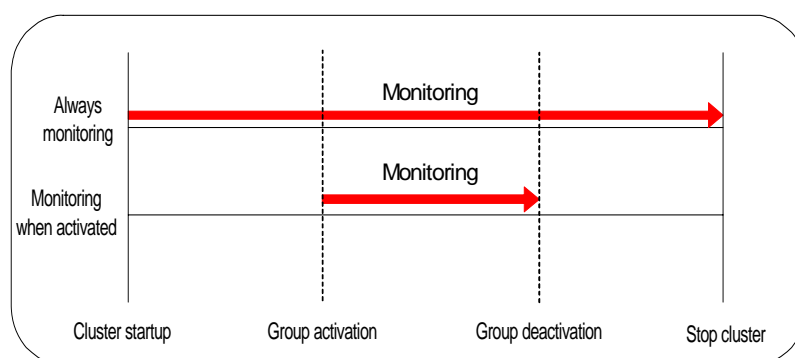 Monitoring
Always
monitoring
Monitoring
Monitoring
when activated
Cluster startup
Group activation
Group deactivation
Stop cluster